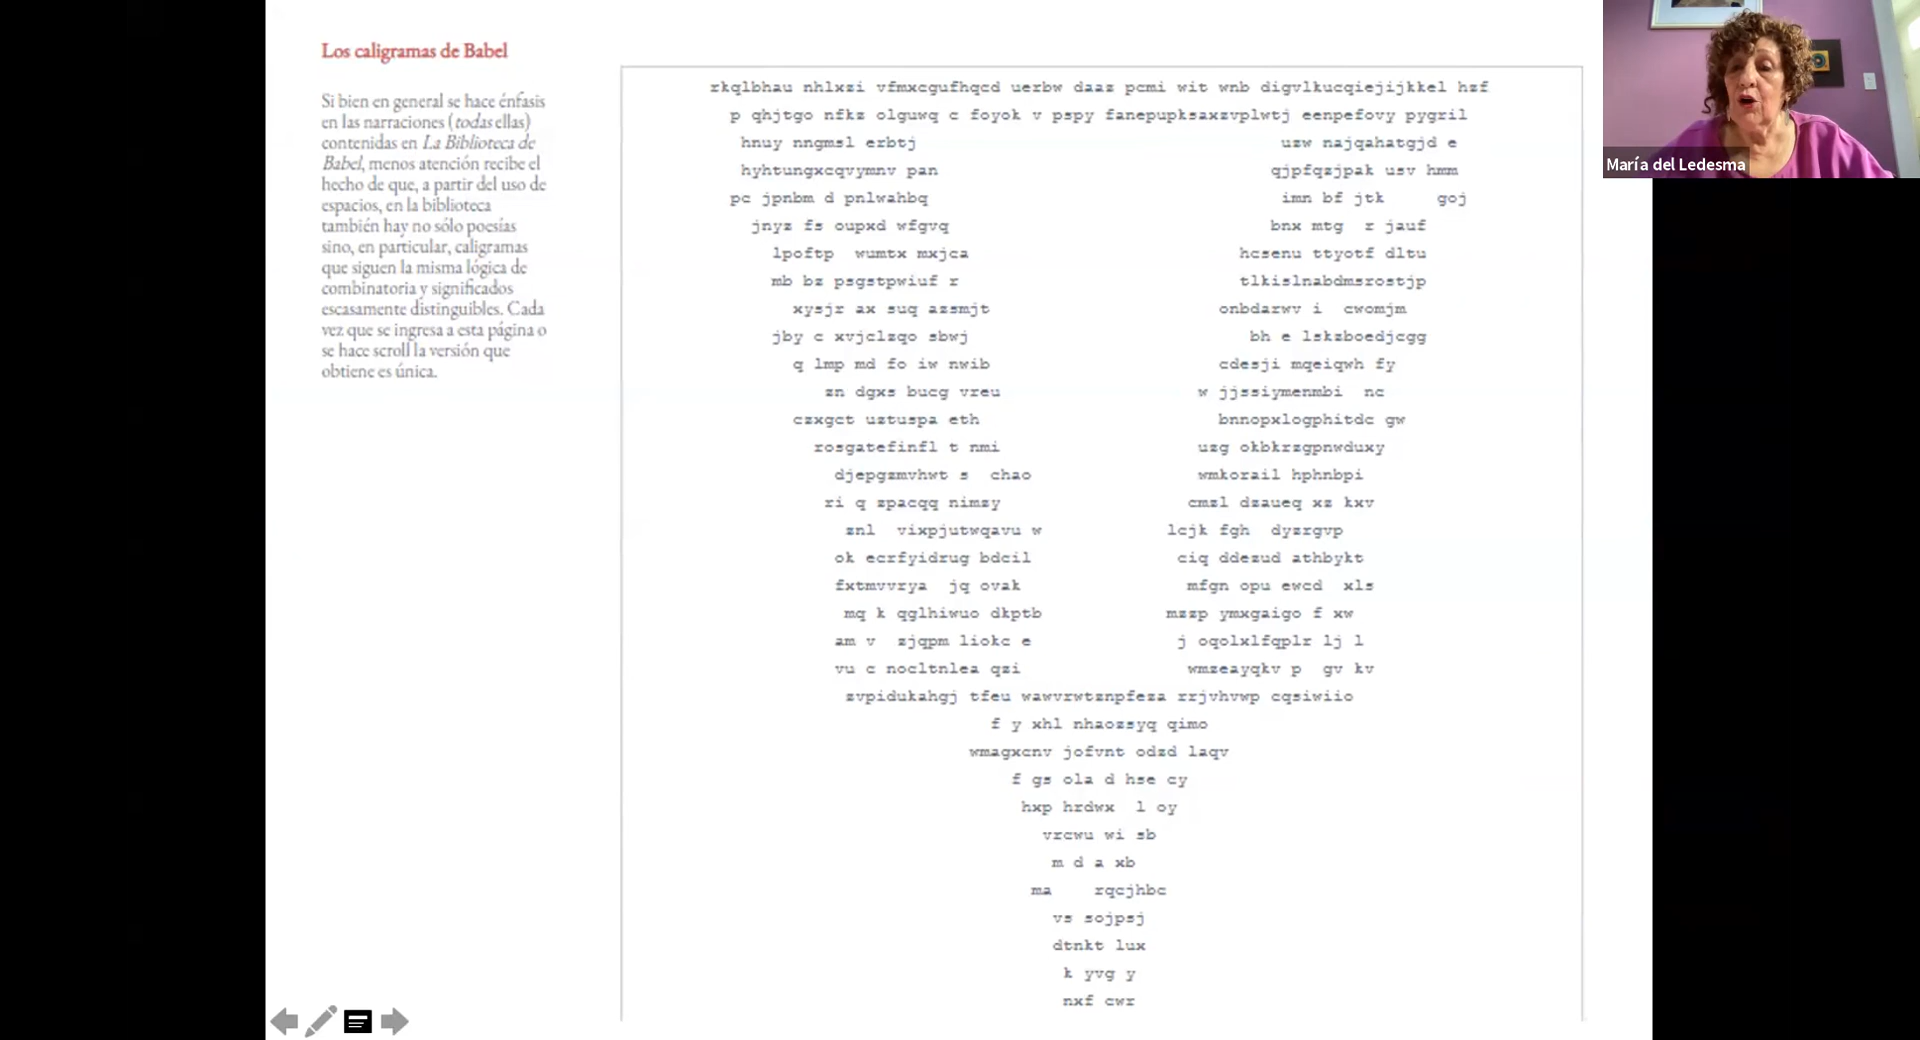 Los caligramas de Babel
Si bien en general se hace énfasis
en las narraciones (todas ellas)
contenidas en La Biblioteca de
Babel, menos atención recibe el
hecho de que, a partir del uso de
espacios, en la biblioteca
también hay no sólo poesías
sino, en particular, caligramas
que siguen la misma lógica de
combinatoria y significados
escasamente distinguibles. Cada
vez que se ingresa a esta página o
se hace scroll la versión que
obtiene es única.
rkqlbhau nhlxzi vfmxcgufhqcd uerbw daaz pcmi wit wnb digvlkucqiejijkkel hzf
p qhjtgo nfkz olguwq c foyok v pspy fanepupksaxzvplwtj eenpefovy pygril
hnuy nngmsl erbtj uzw najqahatgjd e
hyhtungxcqvymnv pan qjpfqzjpak usv hmm
pc jpnbm d pnlwahbq imn bf jtk goj
jnyz fs oupxd wfgvq bnx mtg r jauf
lpoftp wumtx mxjca hcsenu ttyotf dltu
mb bz psgstpwiuf r tlkislnabdmsrostjp
xysjr ax suq azsmjt onbdarwv i cwomjm
jby c xvjclzqo sbwj bh e lskzboedjcgg
q lmp md fo iw nwib cdesji mqeiqwh fy
zn dgxs bucg vreu w jjssiymenmbi nc
czxgct uztuspa eth bnnopxlogphitdc gw
rosgatefinfl t nmi uzg okbkrzgpnwduxy
djepgzmvhwt s chao wmkorail hphnbpi
ri q zpacqq nimzy cmzl dzaueq xz kxv
znl vixpjutwqavu w lcjk fgh dyzrgvp
ok ecrfyidrug bdcil ciq ddezud athbykt
fxtmvvrya jq ovak mfgn opu ewcd xls
mq k qglhiwuo dkptb mzzp ymxgaigo f xw
am v zjqpm liokc e j oqolxlfqplr lj l
vu c nocltnlea qzi wmzeayqkv p gv kv
zvpidukahgj tfeu wawvrwtznpfeza rrjvhvwp cqsiwiio
f y xhl nhaozsyq qimo
wmagxcnv jofvnt odzd laqv
f gs ola d hse cy
hxp hrdwx l oy
vrcwu wi sb
m d a xb
ma rqcjhbc
vs sojpsj
dtnkt lux
k yvg y
nxf cwr
María del Ledesma